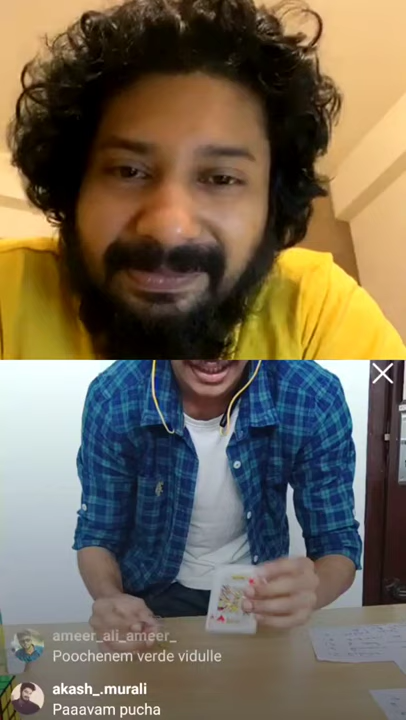 ameer_ali_ameer_
Poochenem verde vidulle
akash_.murali
Paaavam pucha